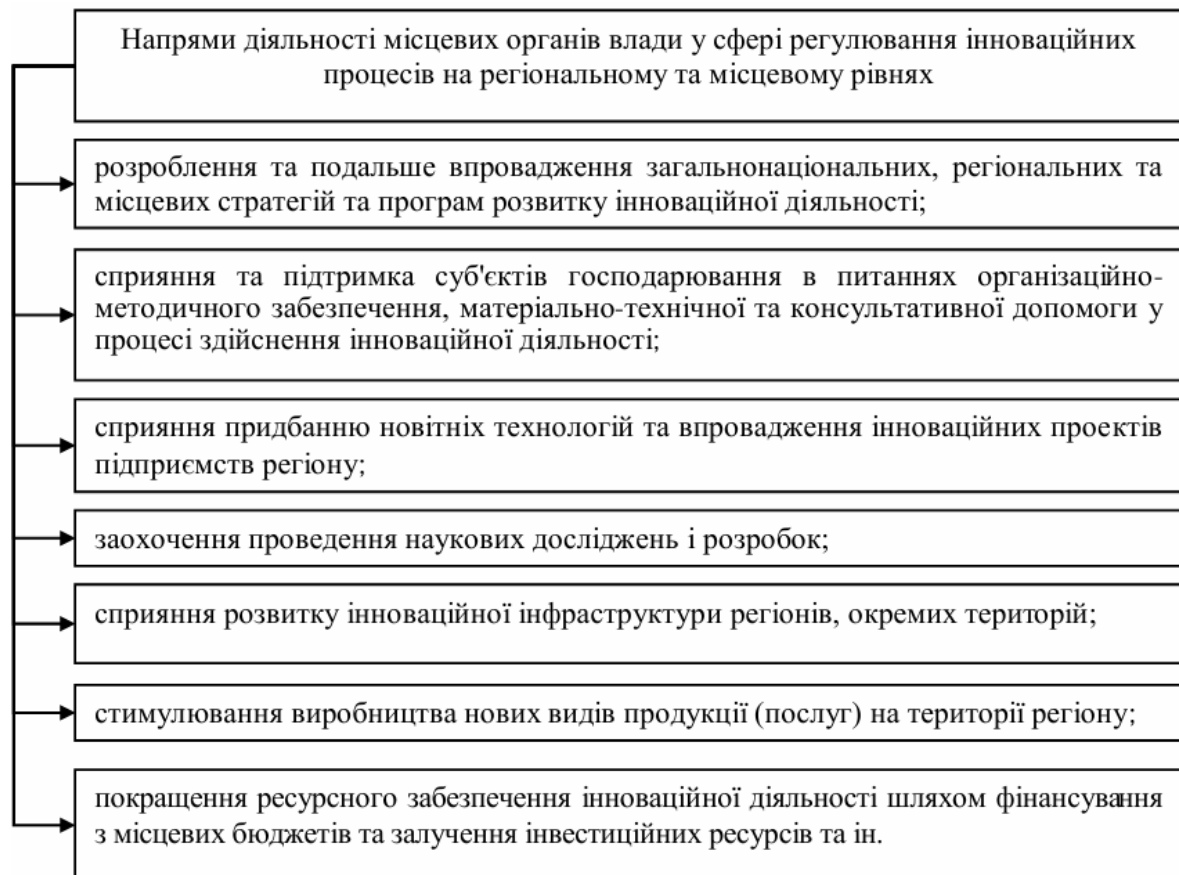 Напрями діяльності місцевих органів влади у сфері регулювання інноваційних
процесів на регіональному та місцевому рівнях
розроблення та подальше впровадження загальнонаціональних, регіональних та
місцевих стратегій та програм розвитку інноваційної діяльності;
сприяння та підтримка суб'єктів господарювання в питаннях організаційно-
методичного забезпечення, матеріально-технічної та консультативної допомоги у
процесі здійснення інноваційної діяльності;
сприяння придбанню новітніх технологій та впровадження інноваційних проектів
підприємств регіону;
заохочення проведення наукових досліджень і розробок;
сприяння розвитку інноваційної інфраструктури регіонів, окремих територій;
стимулювання виробництва нових видів продукції (послуг) на території регіону;
покращення ресурсного забезпечення інноваційної діяльності шляхом фінансування
з місцевих бюджетів та залучення інвестиційних ресурсів та ін.